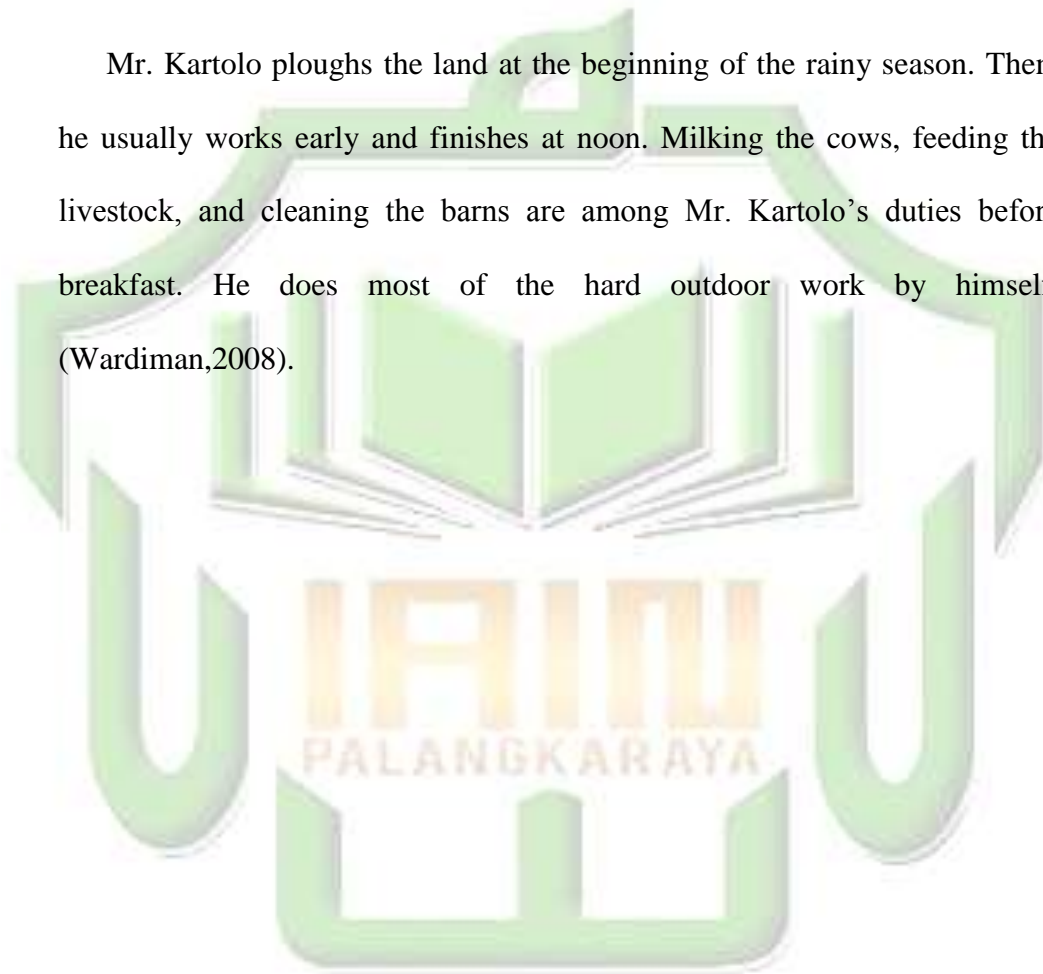 Mr. Kartolo ploughs the land at the beginning of the rainy season. Ther
he usually works early and finishes at noon. Milking the cows, feeding th
livestock, and cleaning the barns are among Mr. Kartolo’s duties befor
breakfast. He does most of the hard outdoor work by himsel
(Wardiman,2008).
IAIN
PALANGKARAYA